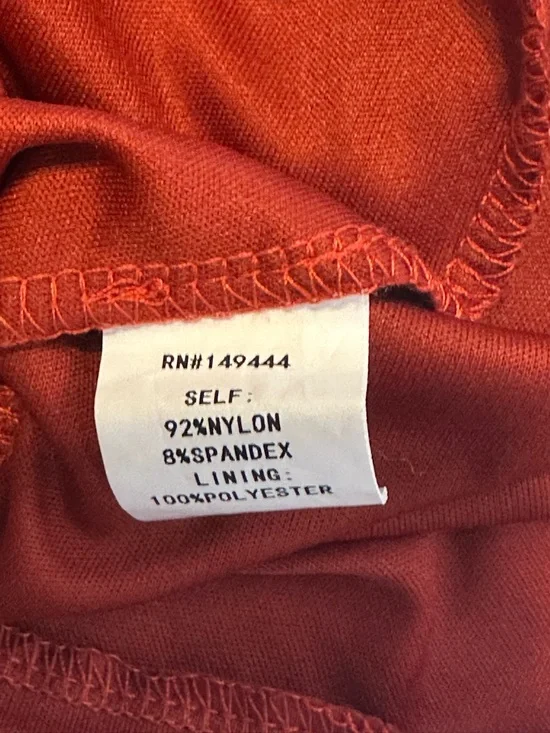 RN#149444
SELF:
92%NYLON
8%SPANDEX
LINING:
100%POLYESTER